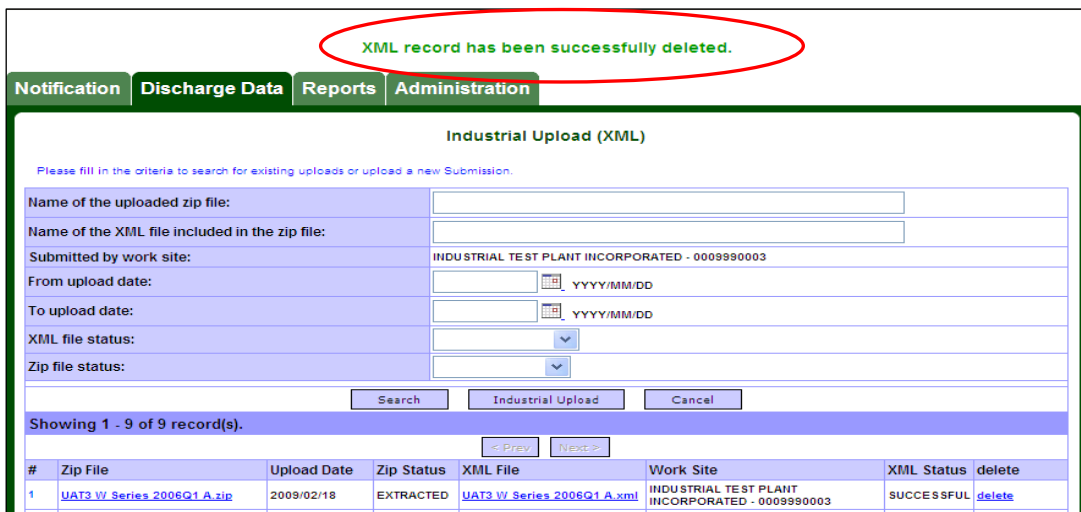 XML record has been successfully deleted.
Notification Discharge Data Reports Administration
Industrial Upload (XML)
Please fill in the criteria to search for existing uploads or upload a new Submission.
Name of the uploaded zip file:
Name of the XML file included in the zip file:
Submitted by work site: INDUSTRIAL TEST PLANT INCORPORATED - 0009990003
From upload date: YYYY/MM/DD
To upload date: YYYY/MM/DD
XML file status:
Zip file status:
Search Industrial Upload Cancel
Showing 1 - 9 of 9 record(s).
< Prev Next >
# Zip File Upload Date Zip Status XML File Work Site XML Status delete
1 UAT3 W Series 2006Q1 A.zip 2009/02/18 EXTRACTED UAT3 W Series 2006Q1 A.xml INDUSTRIAL TEST PLANT INCORPORATED - 0009990003 SUCCESSFUL delete